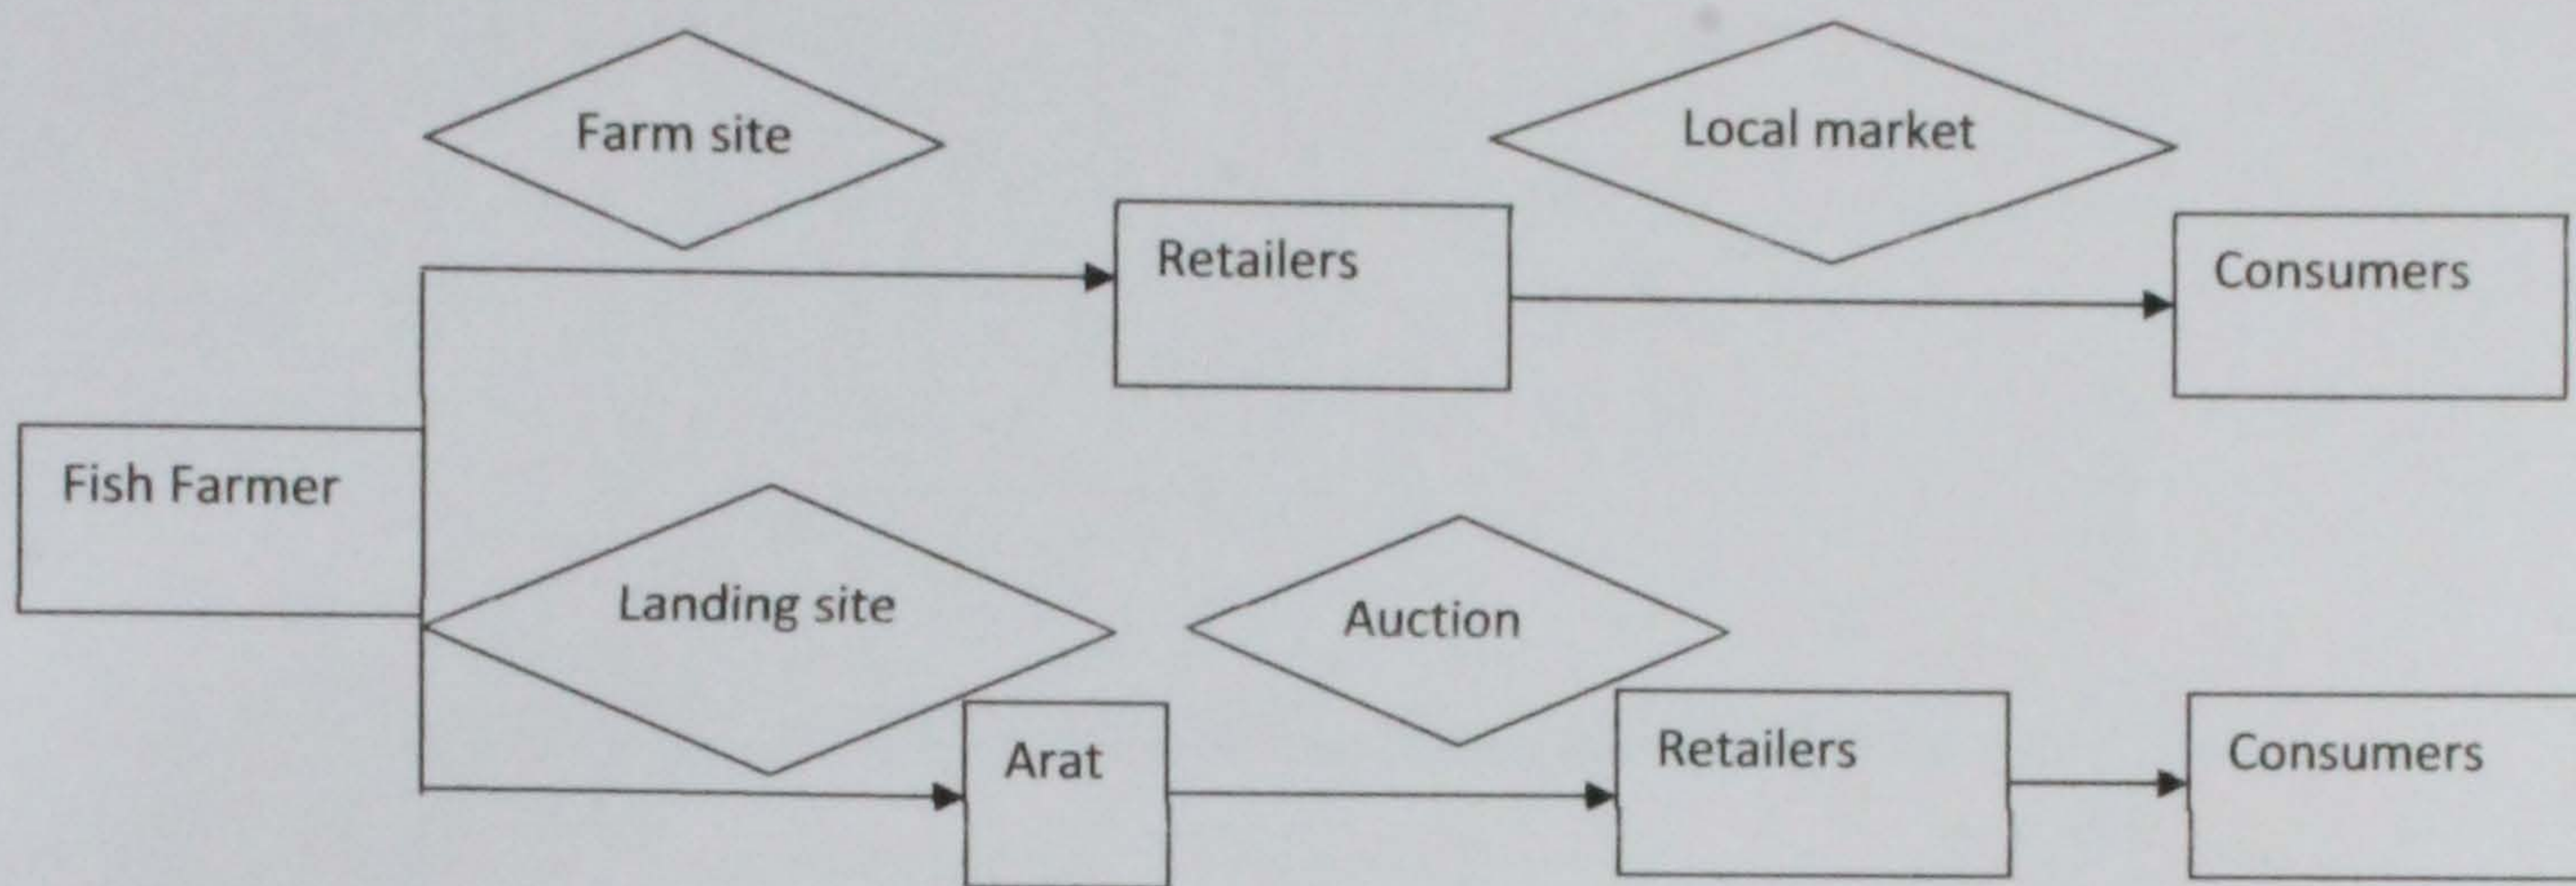 Farm site
Local market
Retailers
Consumers
Fish Farmer
Landing site
Auction
Arat
Retailers
Consumers